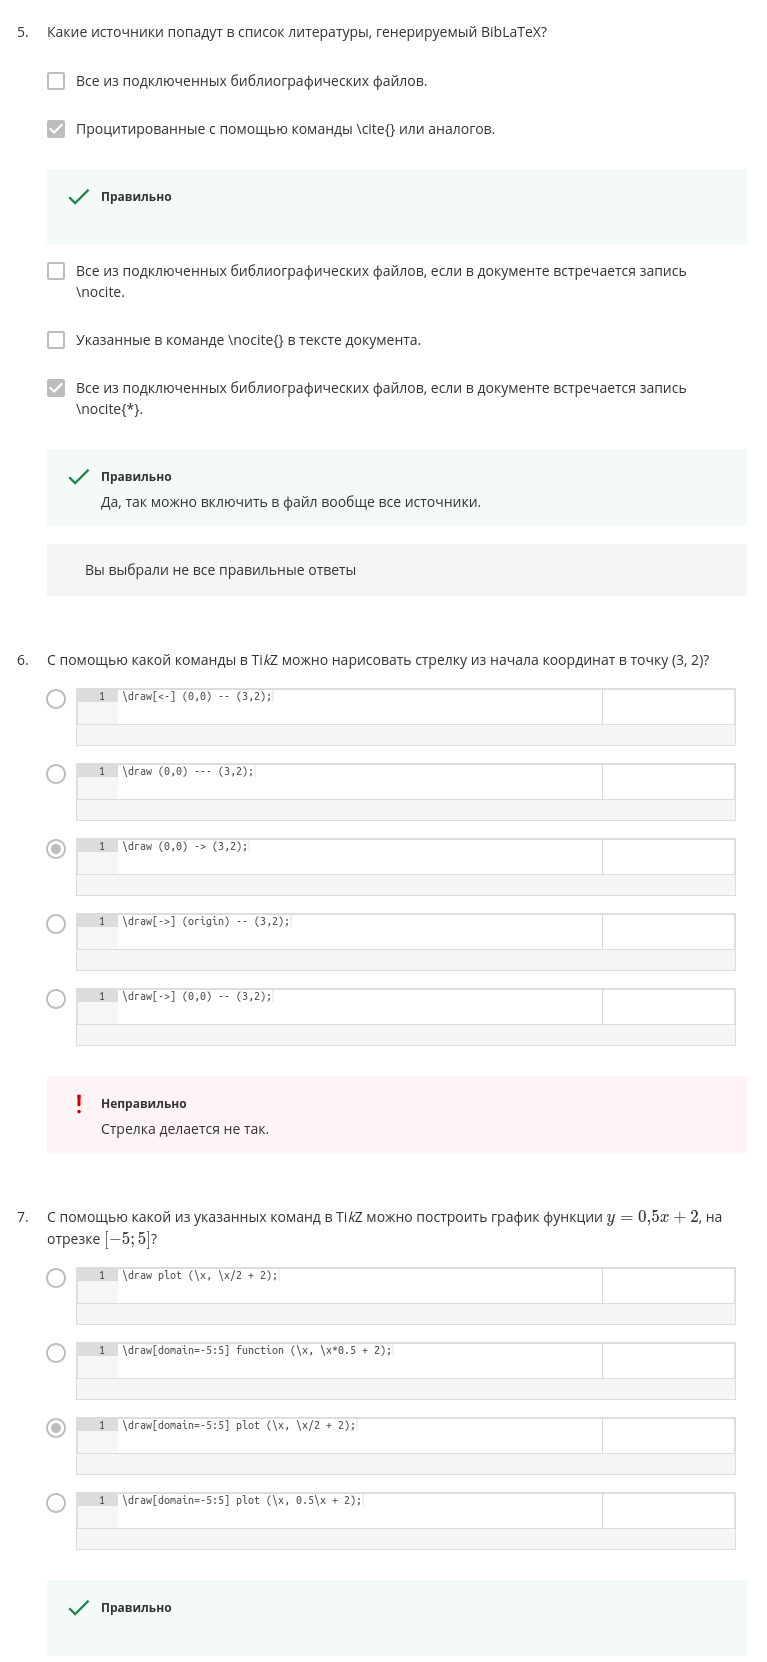 5. Какие источники попадут в список литературы, генерируемый BibLaTeX?
Все из подключенных библиографических файлов.
Процитированные с помощью команды \cite{} или аналогов.
Правильно
Все из подключенных библиографических файлов, если в документе встречается запись
\nocite.
Указанные в команде \nocite{} в тексте документа.
Все из подключенных библиографических файлов, если в документе встречается запись
\nocite{*}.
Правильно
Да, так можно включить в файл вообще все источники.
Вы выбрали не все правильные ответы
6. С помощью какой команды в TikZ можно нарисовать стрелку из начала координат в точку (3, 2)?
1 \draw[<-] (0,0) -- (3,2);
1 \draw (0,0) --- (3,2);
1 \draw (0,0) -> (3,2);
1 \draw[->] (origin) -- (3,2);
1 \draw[->] (0,0) -- (3,2);
Неправильно
Стрелка делается не так.
7. С помощью какой из указанных команд в TikZ можно построить график функции y = 0,5x + 2, на
отрезке [−5; 5]?
1 \draw plot (\x, \x/2 + 2);
1 \draw[domain=-5:5] function (\x, \x*0.5 + 2);
1 \draw[domain=-5:5] plot (\x, \x/2 + 2);
1 \draw[domain=-5:5] plot (\x, 0.5\x + 2);
Правильно